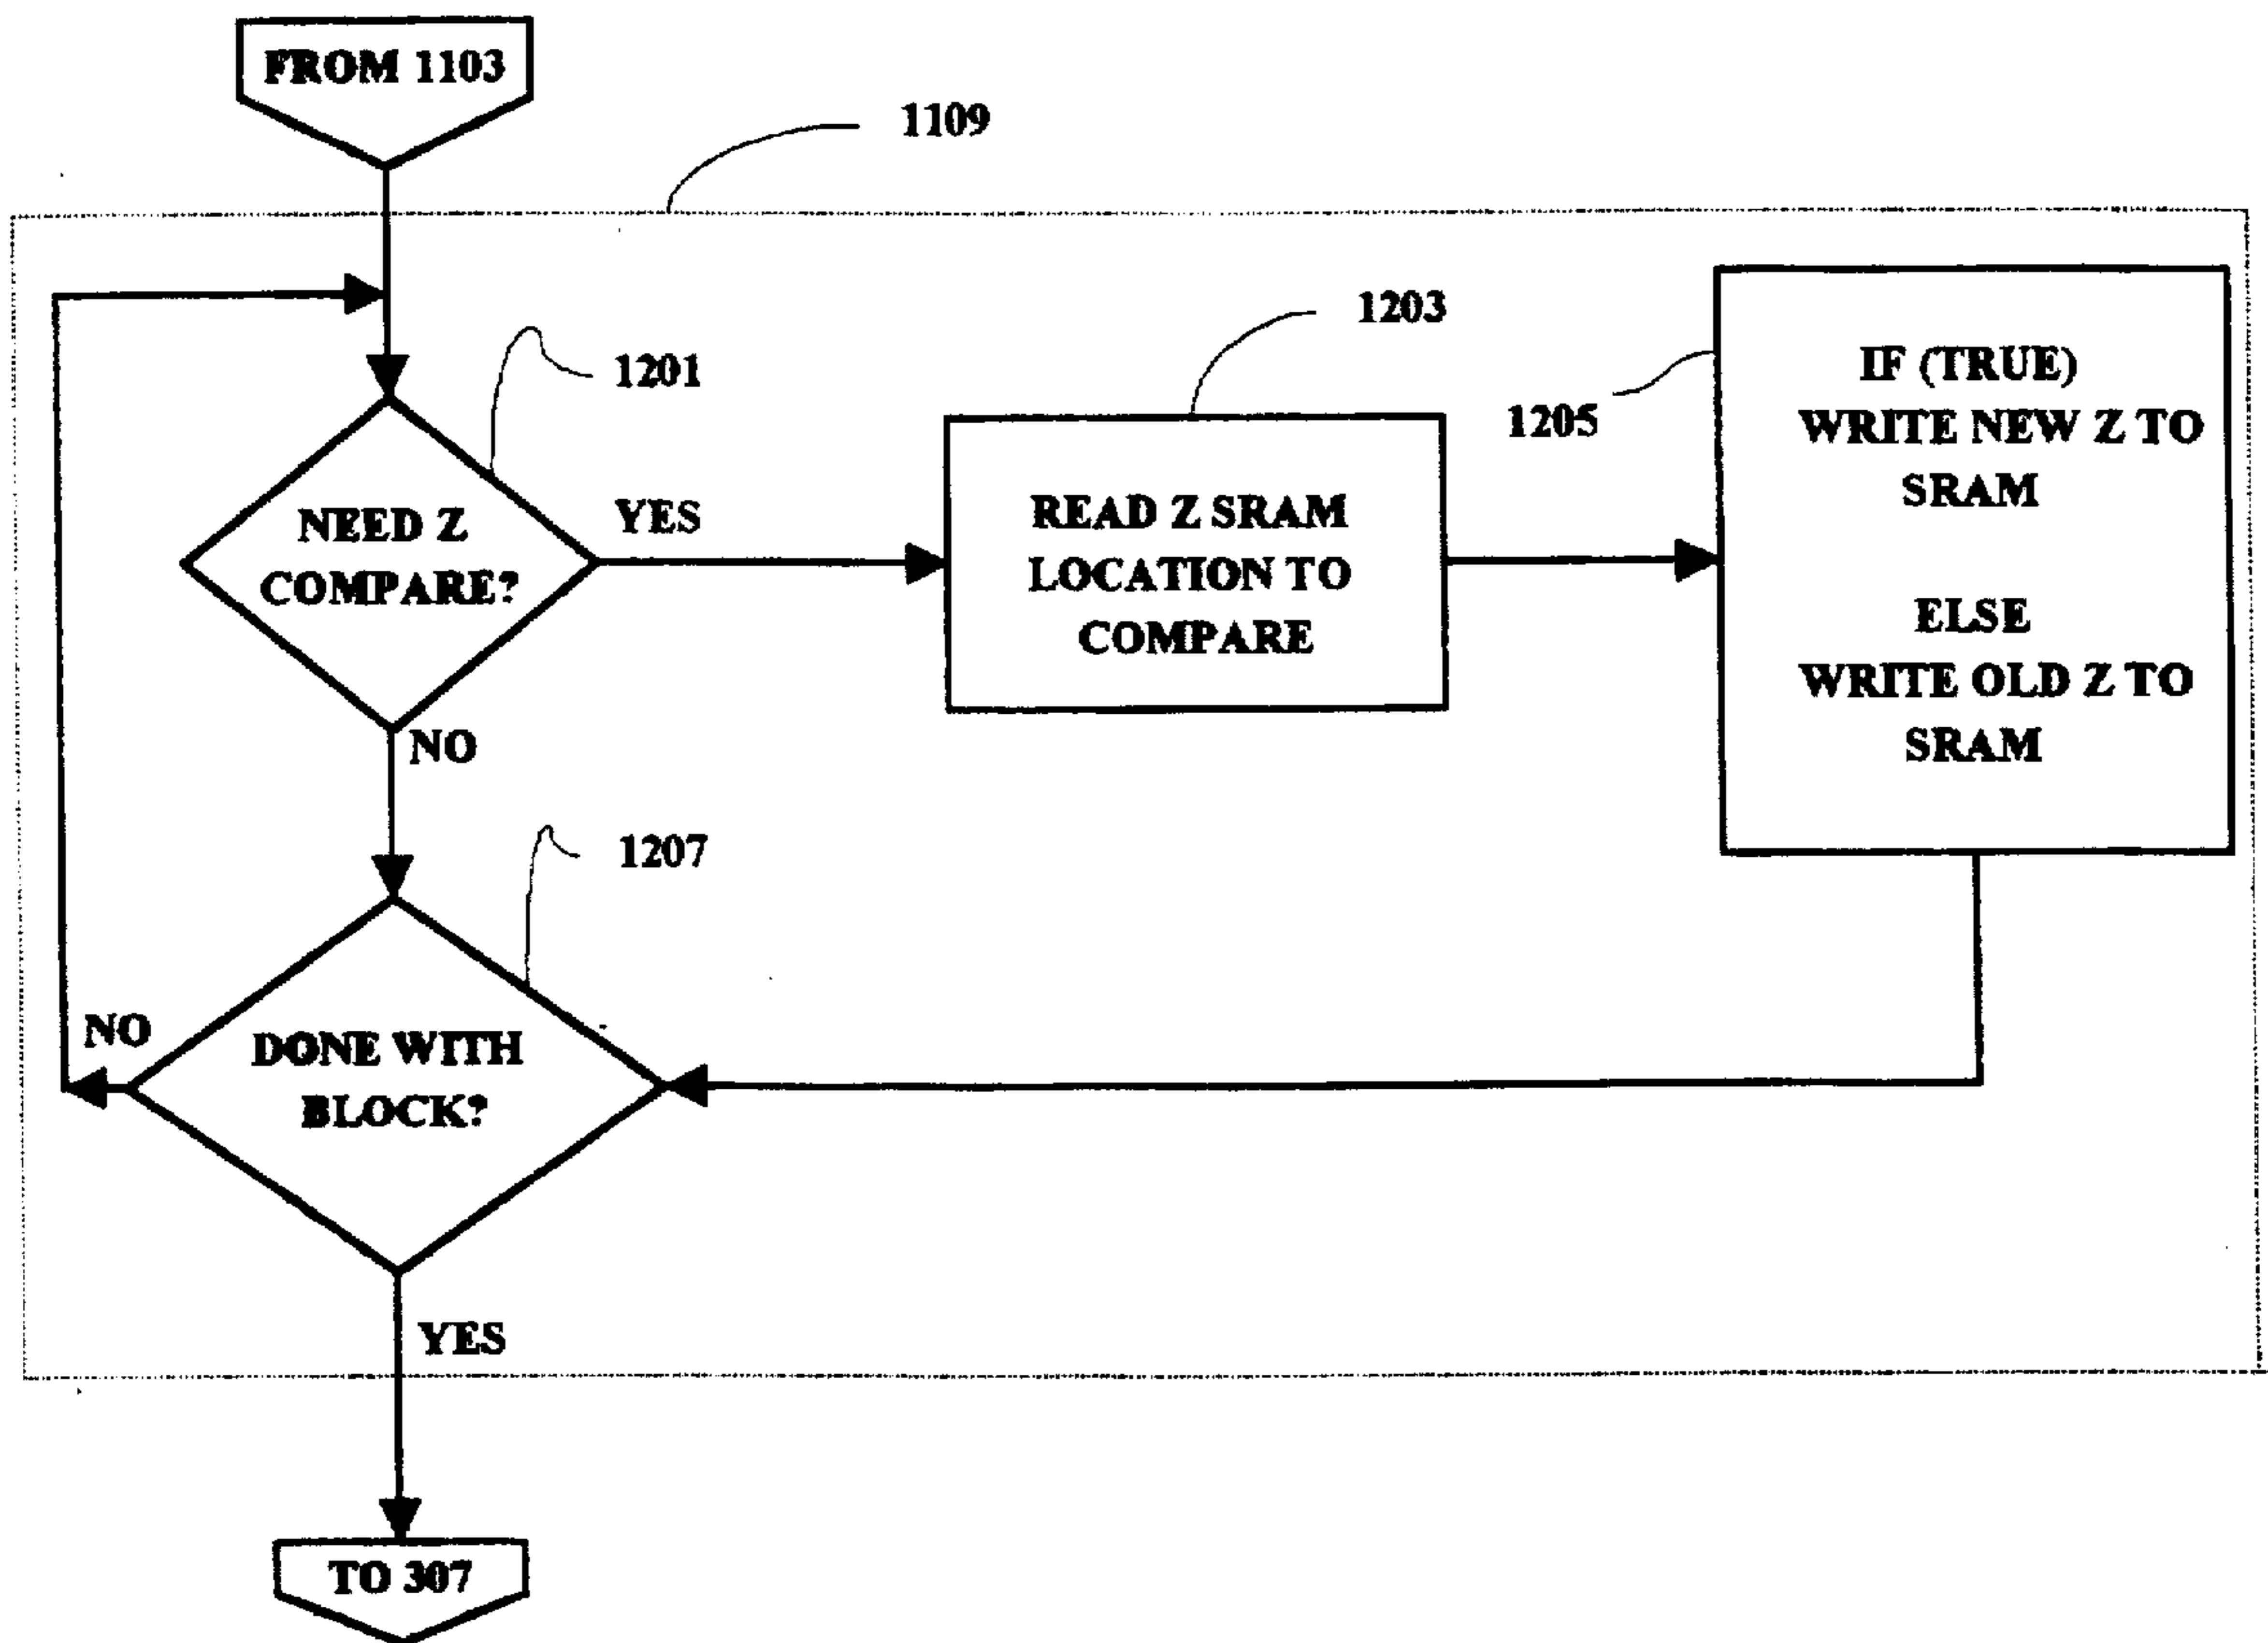 FROM 1103
1109
1203
1201
1205
IF (TRUE)
WRITE NEW Z TO
SRAM
ELSE
WRITE OLD Z TO
SRAM
YES
READ Z SRAM
LOCATION TO
COMPARE
NEED Z
COMPARE?
NO
1207
NO
DONE WITH
BLOCK?
YES
TO 307